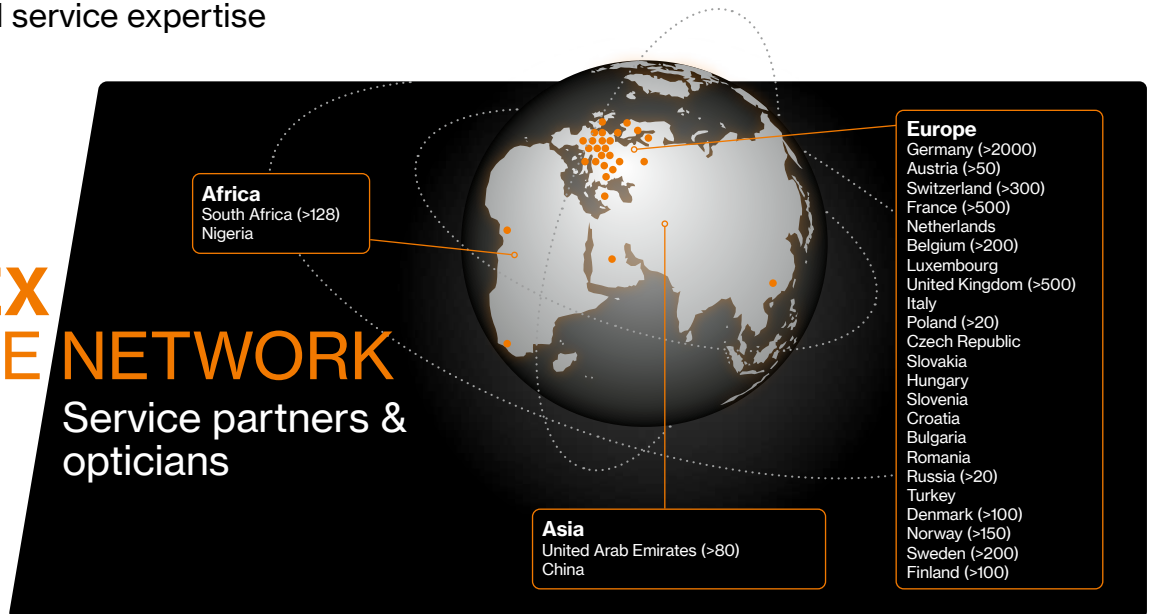 service expertise
Africa
South Africa (>128)
Nigeria
NETWORK
Service partners &
opticians
Asia
United Arab Emirates (>80)
China
Europe
Germany (>2000)
Austria (>50)
Switzerland (>300)
France (>500)
Netherlands
Belgium (>200)
Luxembourg
United Kingdom (>500)
Italy
Poland (>20)
Czech Republic
Slovakia
Hungary
Slovenia
Croatia
Bulgaria
Romania
Russia (>20)
Turkey
Denmark (>100)
Norway (>150)
Sweden (>200)
Finland (>100)